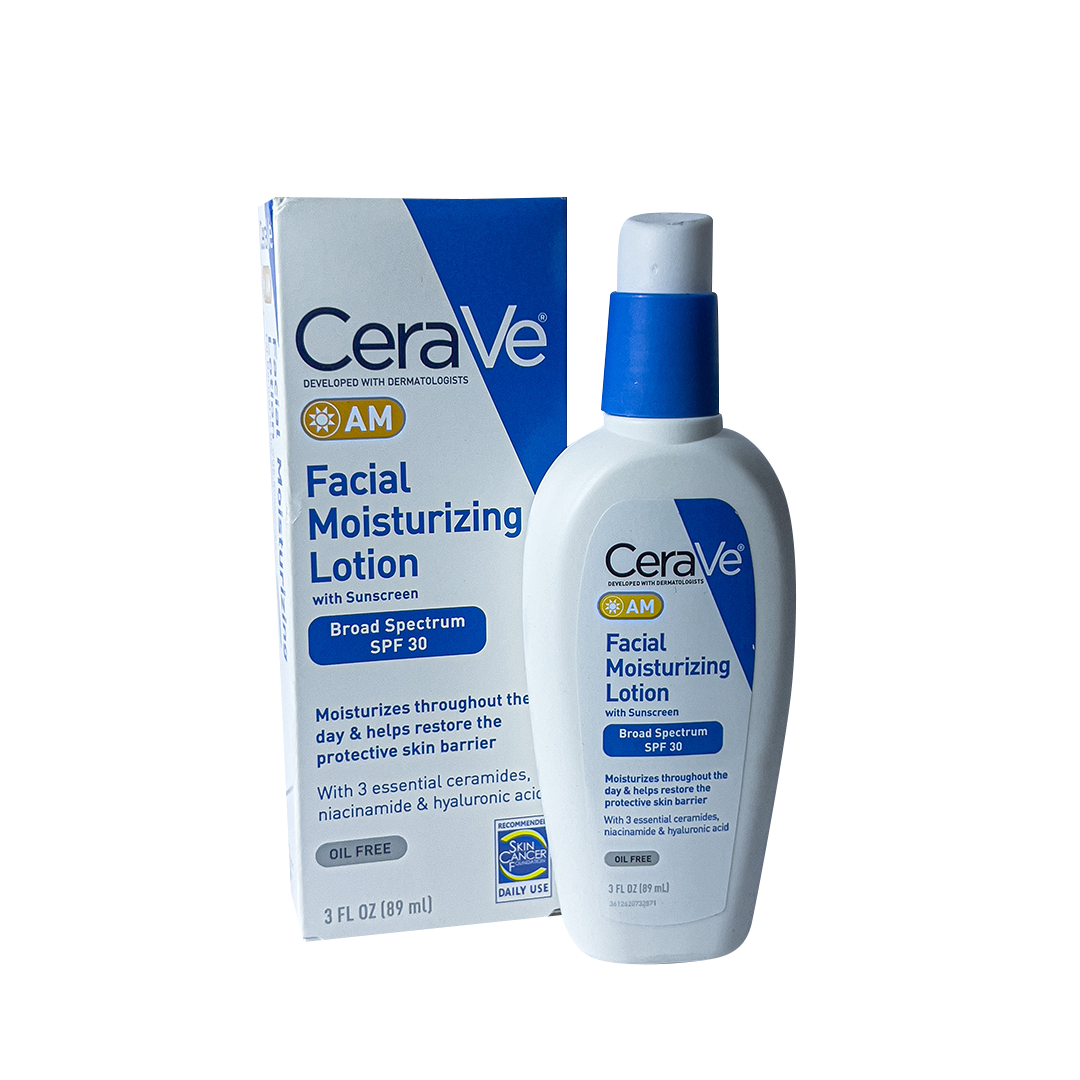 CeraVe®
DEVELOPED WITH DERMATOLOGISTS
AM
Facial
Moisturizing
Lotion
with Sunscreen
Broad Spectrum
SPF 30
Moisturizes throughout the
day & helps restore the
protective skin barrier
With 3 essential ceramides,
niacinamide & hyaluronic acid
OIL FREE
3 FL OZ (89 ml)
RECOMMENDED
SKIN
CANCER
FOUNDATION
DAILY USE
Facial Moisturizing
CeraVe®
DEVELOPED WITH DERMATOLOGISTS
AM
Facial
Moisturizing
Lotion
with Sunscreen
Broad Spectrum
SPF 30
Moisturizes throughout the
day & helps restore the
protective skin barrier
With 3 essential ceramides,
niacinamide & hyaluronic acid
OIL FREE
3 FL OZ (89 mL)